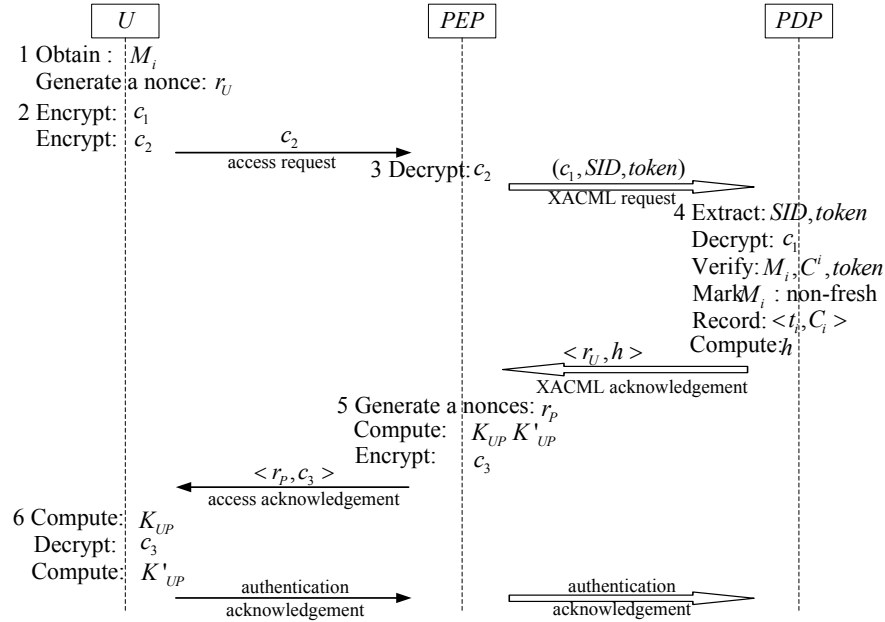 U PEP PDP
1 Obtain : M_i
Generate a nonce: r_U
2 Encrypt: c_1
Encrypt: c_2
c_2
access request
3 Decrypt: c_2
(c_1, SID, token)
XACML request
4 Extract: SID, token
Decrypt: c_1
Verify: M_i, C^i, token
Mark M_i : non-fresh
Record: < t_i, C_i >
Compute: h
< r_U, h >
XACML acknowledgement
5 Generate a nonces: r_P
Compute: K_UP K'_UP
Encrypt: c_3
< r_P, c_3 >
access acknowledgement
6 Compute: K_UP
Decrypt: c_3
Compute: K'_UP
authentication
acknowledgement
authentication
acknowledgement